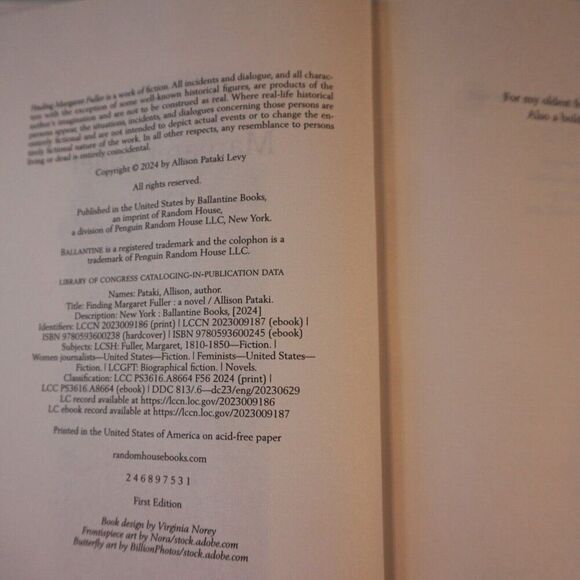 Finding Margaret Fuller is a work of fiction. All incidents and dialogue, and all charac-
ters with the exception of some well-known historical figures, are products of the
author's imagination and are not to be construed as real. Where real-life historical
persons appear, the situations, incidents, and dialogues concerning those persons are
entirely fictional and are not intended to depict actual events or to change the en-
tirely fictional nature of the work. In all other respects, any resemblance to persons
living or dead is entirely coincidental.
Copyright © 2024 by Allison Pataki Levy
All rights reserved.
Published in the United States by Ballantine Books,
an imprint of Random House,
a division of Penguin Random House LLC, New York.
BALLANTINE is a registered trademark and the colophon is a
trademark of Penguin Random House LLC.
LIBRARY OF CONGRESS CATALOGING-IN-PUBLICATION DATA
Names: Pataki, Allison, author.
Title: Finding Margaret Fuller : a novel / Allison Pataki.
Description: New York : Ballantine Books, [2024]
Identifiers: LCCN 2023009186 (print) | LCCN 2023009187 (ebook) |
ISBN 9780593600238 (hardcover) | ISBN 9780593600245 (ebook)
Subjects: LCSH: Fuller, Margaret, 1810-1850—Fiction. |
Women journalists—United States—Fiction. | Feminists—United States—
Fiction. | LCGFT: Biographical fiction. | Novels.
Classification: LCC PS3616.A8664 F56 2024 (print) |
LCC PS3616.A8664 (ebook) | DDC 813/.6—dc23/eng/20230629
LC record available at https://lccn.loc.gov/2023009186
LC ebook record available at https://lccn.loc.gov/2023009187
Printed in the United States of America on acid-free paper
randomhousebooks.com
2 4 6 8 9 7 5 3 1
First Edition
Book design by Virginia Norey
Frontispiece art by Nora/stock.adobe.com
Butterfly art by BillionPhotos/stock.adobe.com
For my oldest
Also a